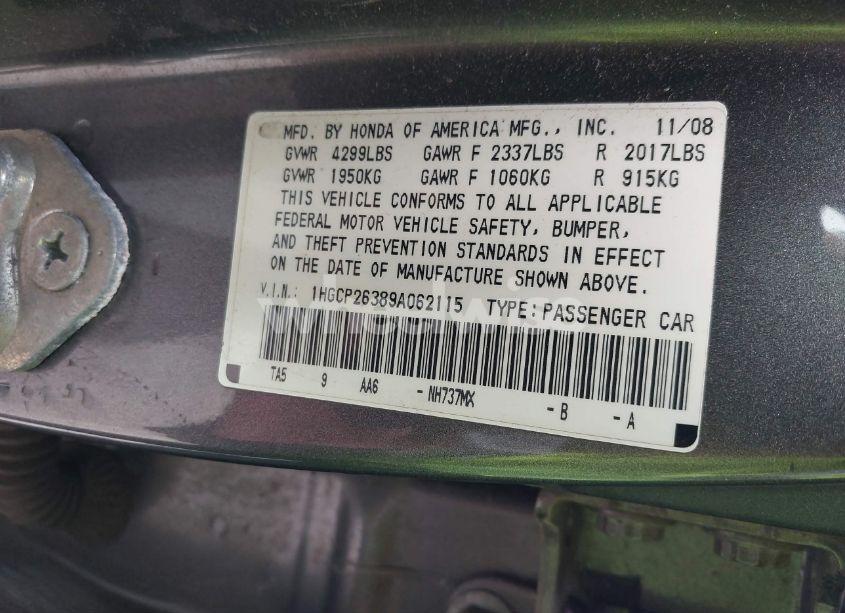 MFD. BY HONDA OF AMERICA MFG., INC. 11/08
GVWR 4299LBS GAWR F 2337LBS R 2017LBS
GVWR 1950KG GAWR F 1060KG R 915KG
THIS VEHICLE CONFORMS TO ALL APPLICABLE
FEDERAL MOTOR VEHICLE SAFETY, BUMPER,
AND THEFT PREVENTION STANDARDS IN EFFECT
ON THE DATE OF MANUFACTURE SHOWN ABOVE.
V.I.N.: 1HGCP26389A062115 TYPE: PASSENGER CAR
wheelwise
TA5 9 AA6 -NH737MX -B -A